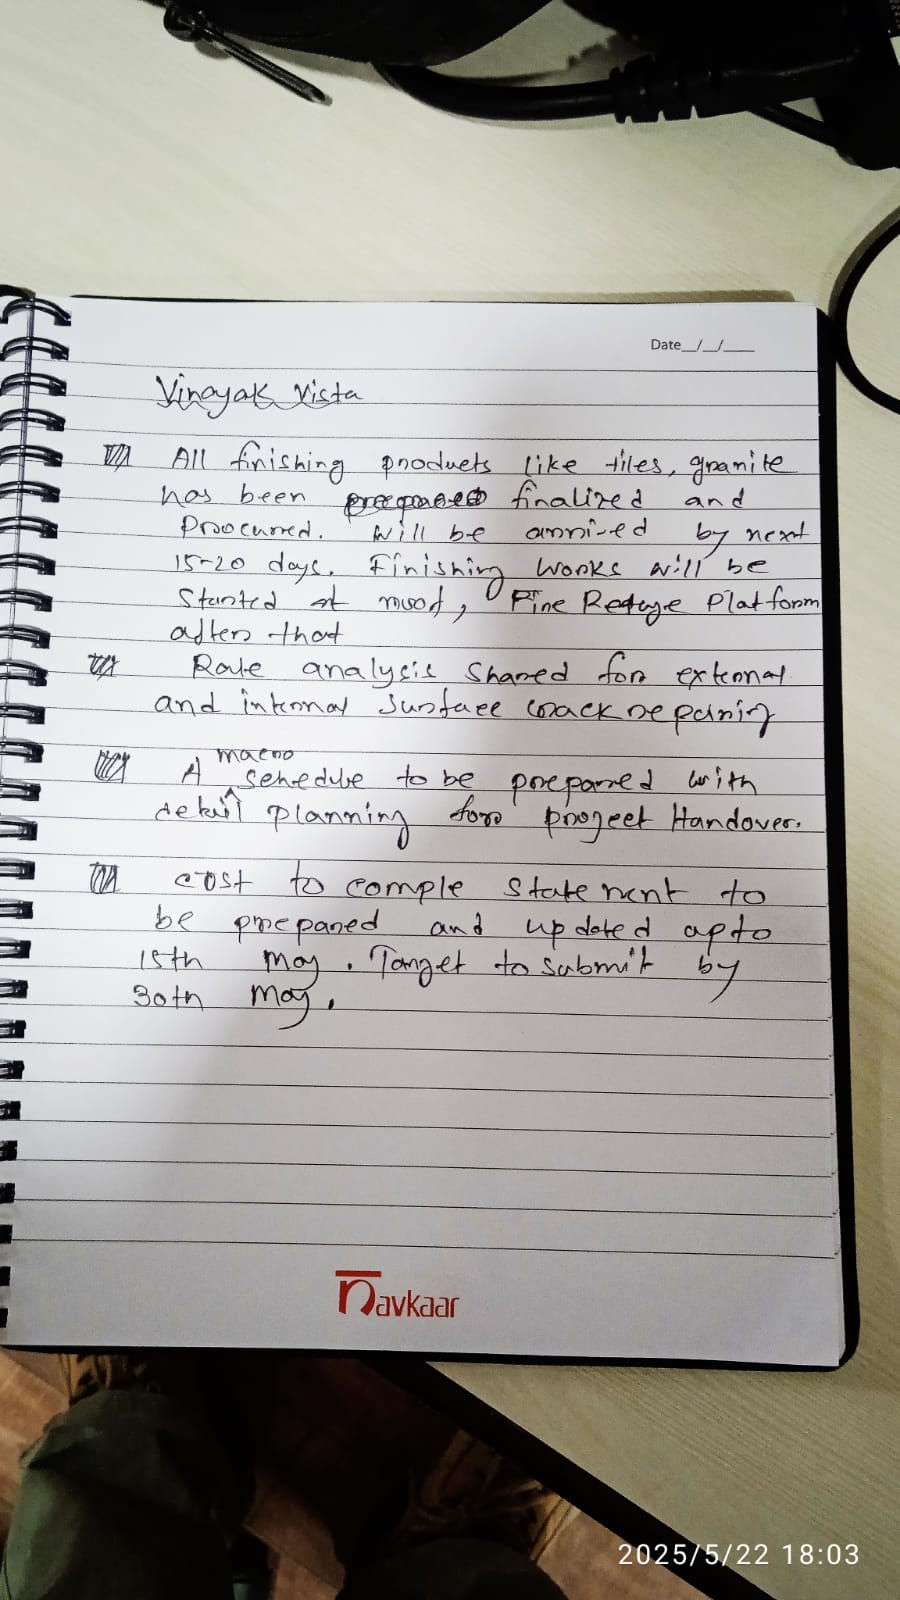 Date__/__/____
Vinayak Vista
All finishing products like tiles, granite
has been finalized and
Procurred. Will be arrived by next
15-20 days. Finishing works will be
Started at roof, Fire Refuge Platform
after that
Rate analysis shared for external
and internal surface crack repairing
macro
A schedule to be prepared with
detail planning for project Handover.
cost to comple statement to
be prepared and updated upto
15th may. Target to submit by
30th may.
navkaar
2025/5/22 18:03